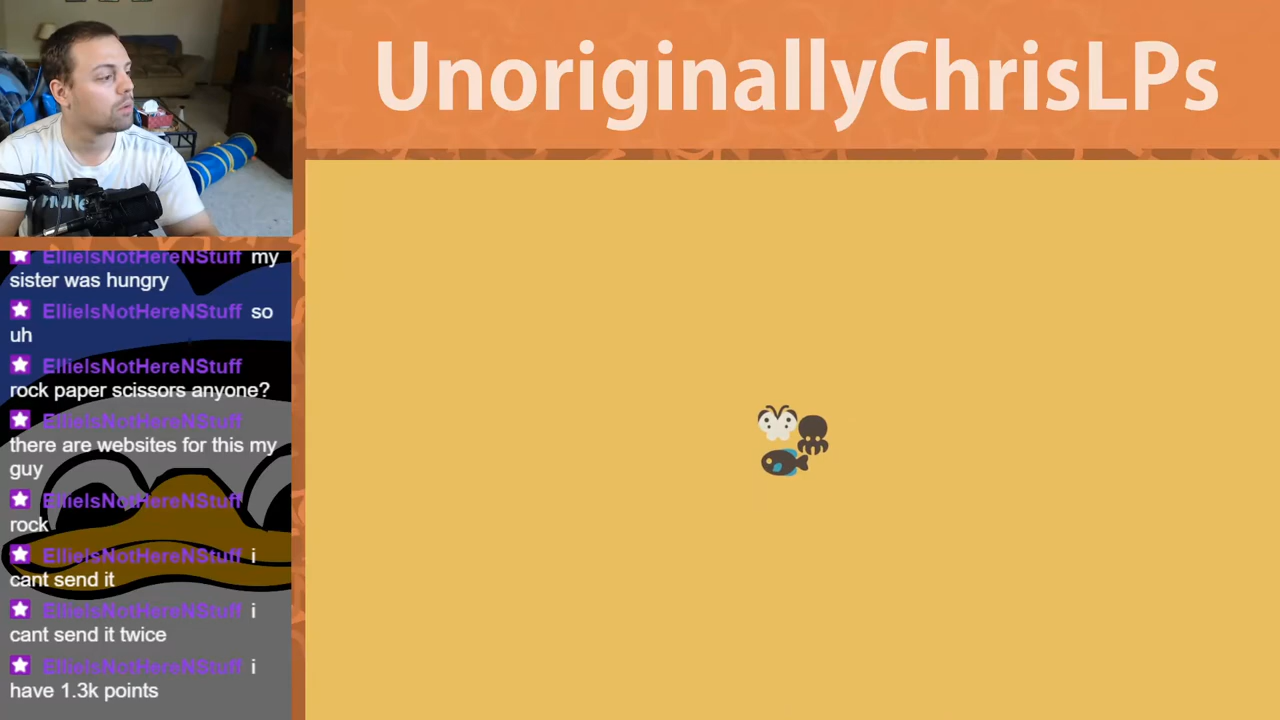 UnoriginallyChrisLPs
EllieIsNotHereNStuff my
sister was hungry
EllieIsNotHereNStuff so
uh
EllieIsNotHereNStuff
rock paper scissors anyone?
EllieIsNotHereNStuff
there are websites for this my
guy
EllieIsNotHereNStuff
rock
EllieIsNotHereNStuff i
cant send it
EllieIsNotHereNStuff i
cant send it twice
EllieIsNotHereNStuff i
have 1.3k points